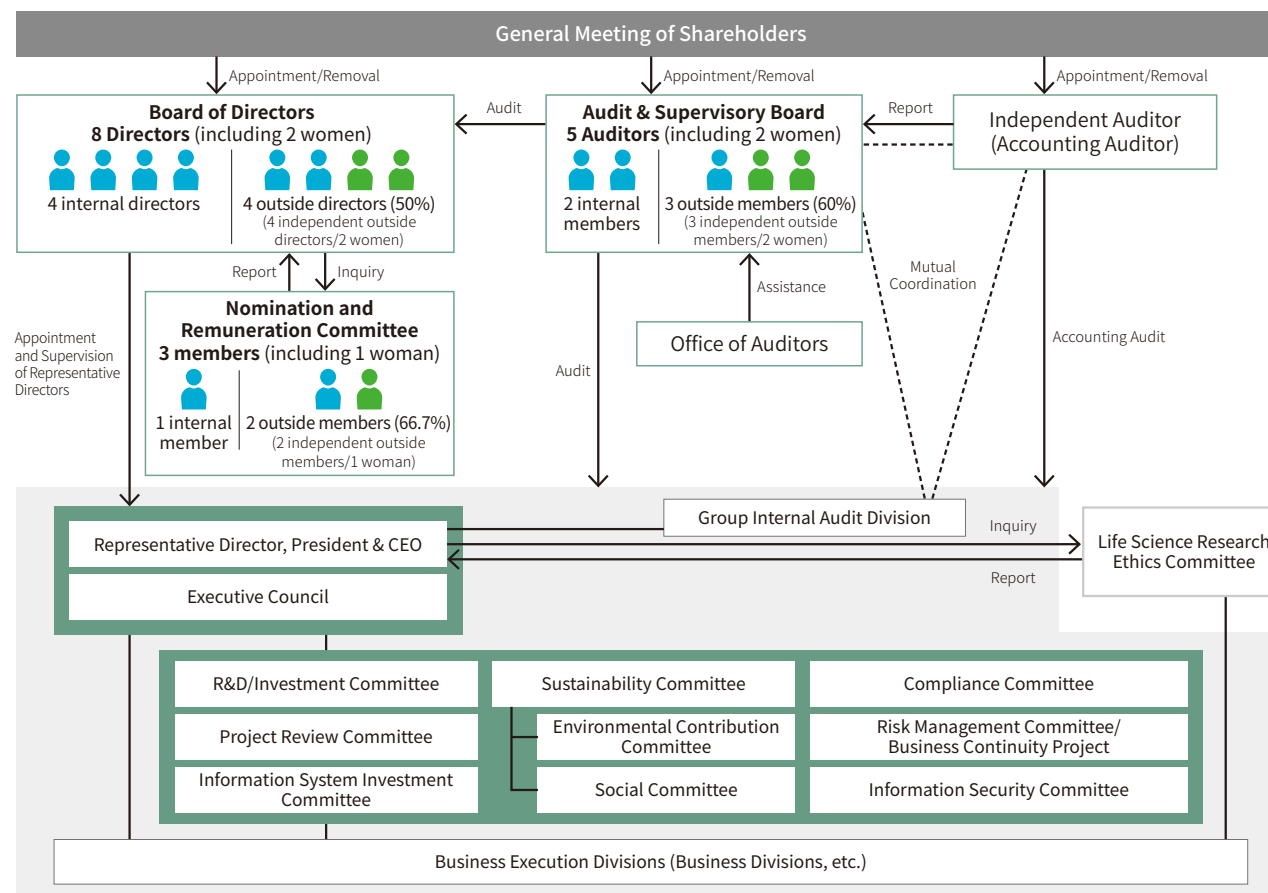 General Meeting of Shareholders
Appointment/Removal
Appointment/Removal
Appointment/Removal
Board of Directors
8 Directors (including 2 women)
4 internal directors
4 outside directors (50%)
(4 independent outside
directors/2 women)
Audit
Audit & Supervisory Board
5 Auditors (including 2 women)
2 internal
members
3 outside members (60%)
(3 independent outside
members/2 women)
Report
Independent Auditor
(Accounting Auditor)
Report
Inquiry
Nomination and
Remuneration Committee
3 members (including 1 woman)
1 internal
member
2 outside members (66.7%)
(2 independent outside
members/1 woman)
Assistance
Office of Auditors
Mutual
Coordination
Appointment
and Supervision
of Representative
Directors
Audit
Accounting Audit
Group Internal Audit Division
Representative Director, President & CEO
Executive Council
Inquiry
Report
Life Science Research
Ethics Committee
R&D/Investment Committee
Sustainability Committee
Compliance Committee
Project Review Committee
Environmental Contribution
Committee
Risk Management Committee/
Business Continuity Project
Information System Investment
Committee
Social Committee
Information Security Committee
Business Execution Divisions (Business Divisions, etc.)